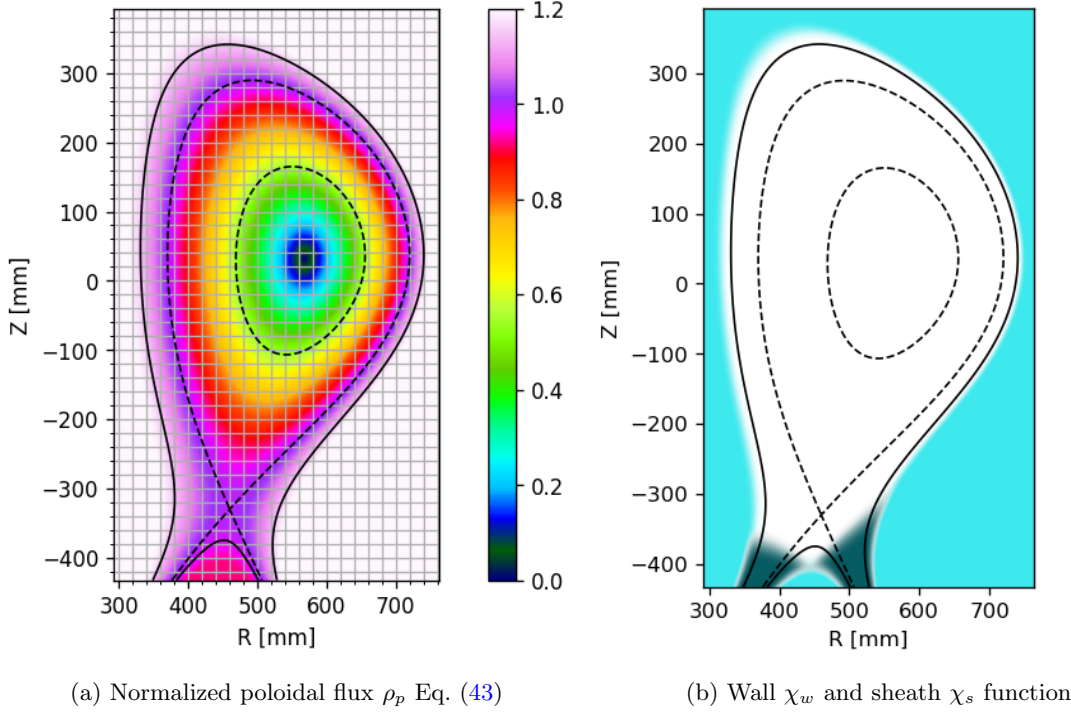 1.2
1.0
0.8
0.6
0.4
0.2
0.0
300
200
100
0
−100
−200
−300
−400
Z [mm]
300 400 500 600 700
R [mm]
300
200
100
0
−100
−200
−300
−400
Z [mm]
300 400 500 600 700
R [mm]
(a) Normalized poloidal flux ρₚ Eq. (43)
(b) Wall χ_w and sheath χₛ function